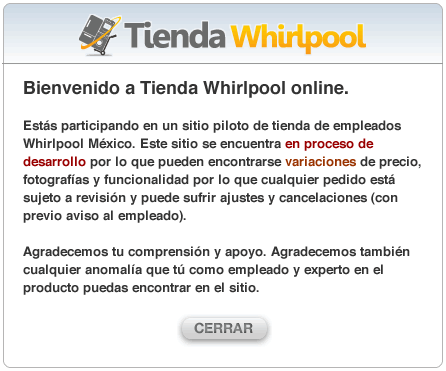 Tienda Whirlpool
Bienvenido a Tienda Whirlpool online.
Estás participando en un sitio piloto de tienda de empleados
Whirlpool México. Este sitio se encuentra en proceso de
desarrollo por lo que pueden encontrarse variaciones de precio,
fotografías y funcionalidad por lo que cualquier pedido está
sujeto a revisión y puede sufrir ajustes y cancelaciones (con
previo aviso al empleado).
Agradecemos tu comprensión y apoyo. Agradecemos también
cualquier anomalía que tú como empleado y experto en el
producto puedas encontrar en el sitio.
CERRAR